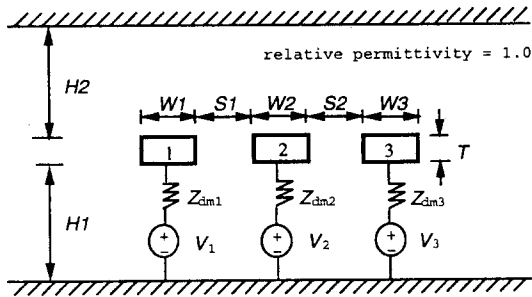 relative permittivity = 1.0
H2
W1 S1 W2 S2 W3
1 2 3 T
Zdm1 Zdm2 Zdm3
H1
+ + +
V1 V2 V3
− − −